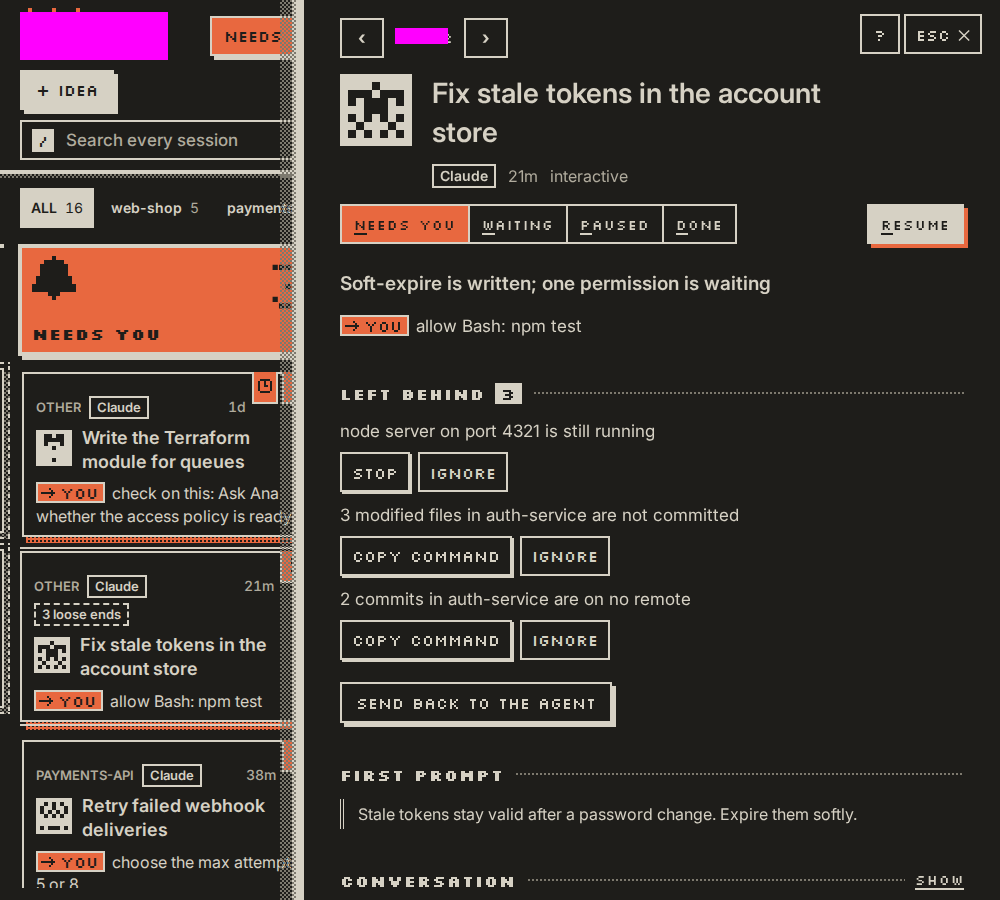 NEEDS
+ IDEA
/ Search every session
ALL 16 web-shop 5 payment
NEEDS YOU
OTHER Claude 1d
Write the Terraform
module for queues
→ YOU check on this: Ask Ana
whether the access policy is ready
OTHER Claude 21m
3 loose ends
Fix stale tokens in the
account store
→ YOU allow Bash: npm test
PAYMENTS-API Claude 38m
Retry failed webhook
deliveries
→ YOU choose the max attempt
5 or 8
‹ ›
? ESC ×
Fix stale tokens in the account
store
Claude 21m interactive
NEEDS YOU WAITING PAUSED DONE RESUME
Soft-expire is written; one permission is waiting
→ YOU allow Bash: npm test
LEFT BEHIND 3
node server on port 4321 is still running
STOP IGNORE
3 modified files in auth-service are not committed
COPY COMMAND IGNORE
2 commits in auth-service are on no remote
COPY COMMAND IGNORE
SEND BACK TO THE AGENT
FIRST PROMPT
Stale tokens stay valid after a password change. Expire them softly.
CONVERSATION SHOW